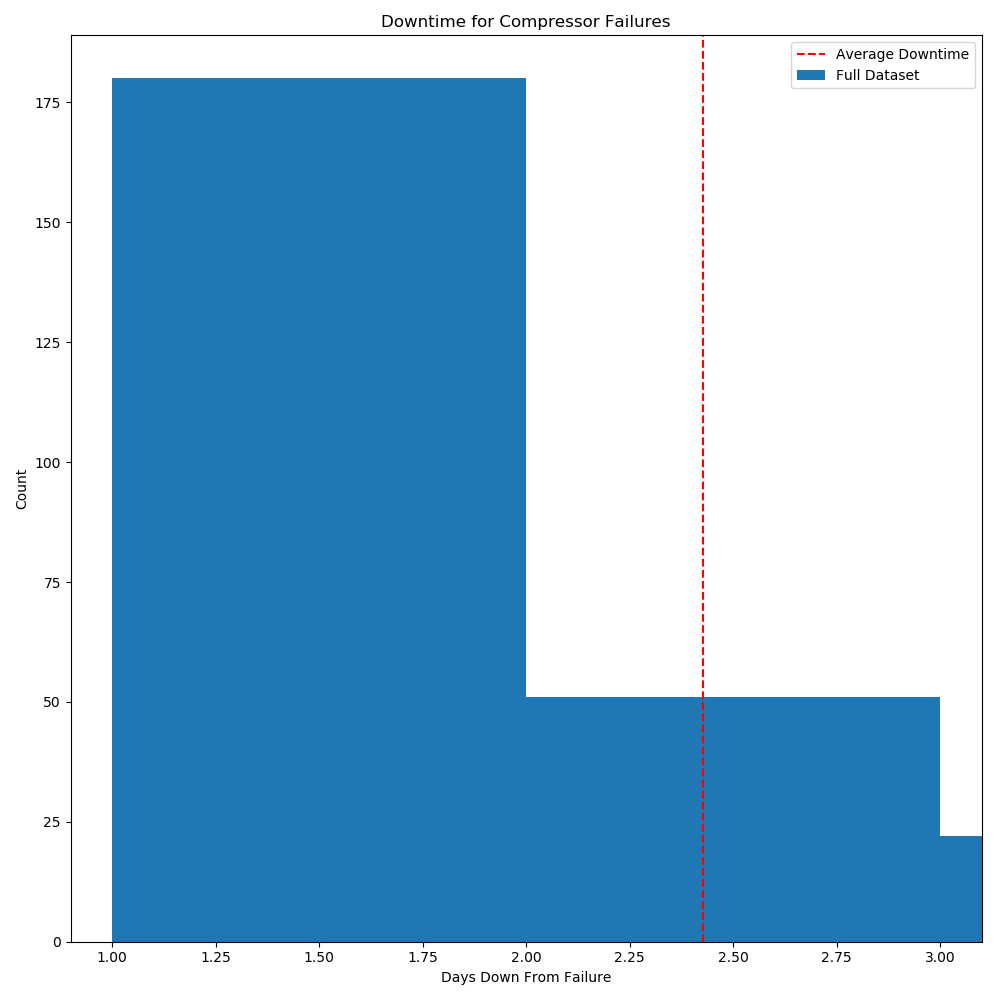 Downtime for Compressor Failures
Average Downtime
Full Dataset
175
150
125
100
75
50
25
0
Count
1.00 1.25 1.50 1.75 2.00 2.25 2.50 2.75 3.00
Days Down From Failure